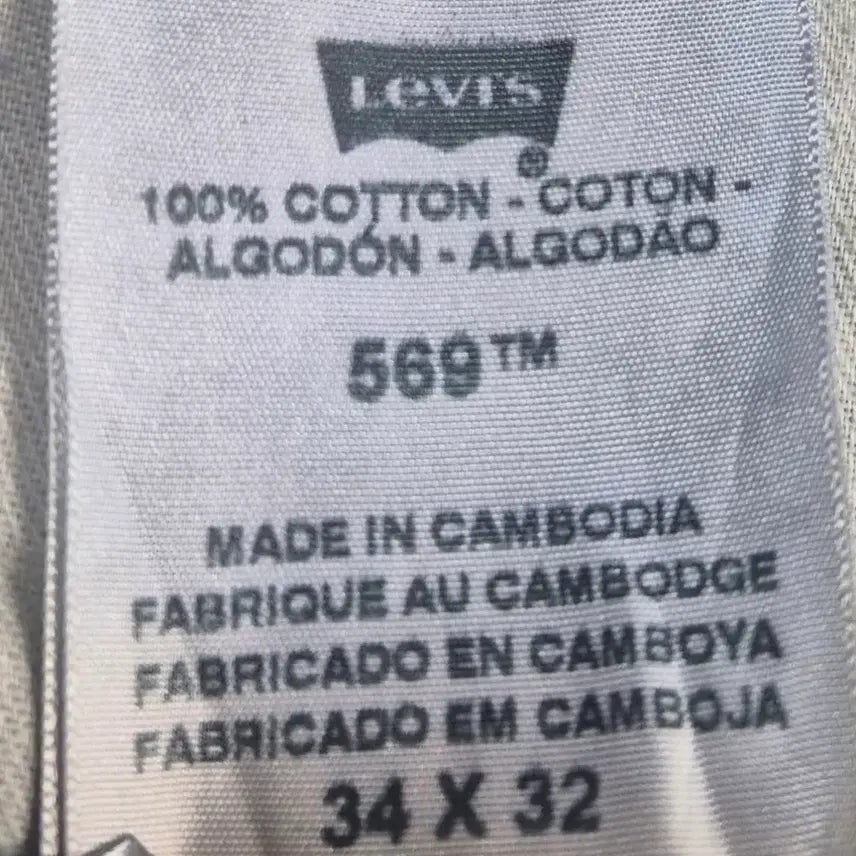 Levi's
®
100% COTTON - COTON -
ALGODÓN - ALGODÃO
569™
MADE IN CAMBODIA
FABRIQUE AU CAMBODGE
FABRICADO EN CAMBOYA
FABRICADO EM CAMBOJA
34 X 32